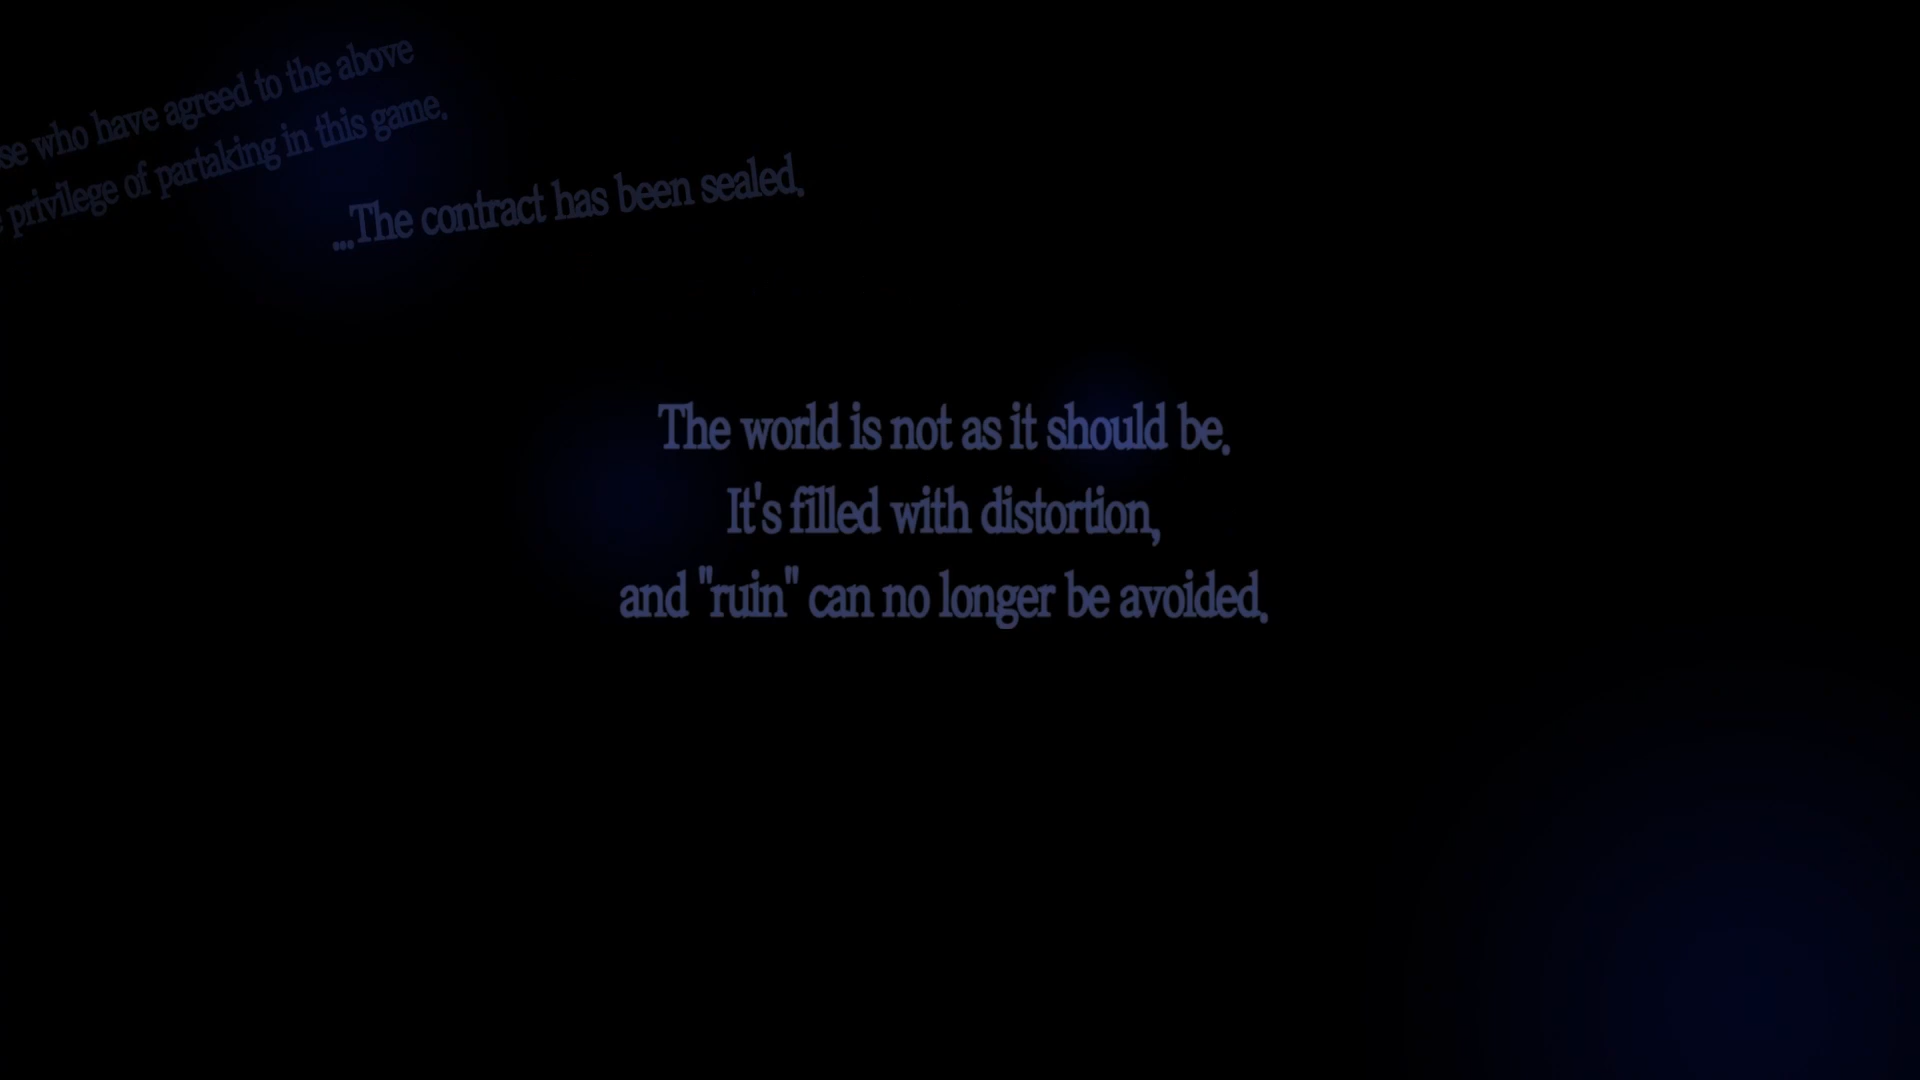 se who have agreed to the above
privilege of partaking in this game.
...The contract has been sealed.
The world is not as it should be.
It's filled with distortion,
and "ruin" can no longer be avoided.